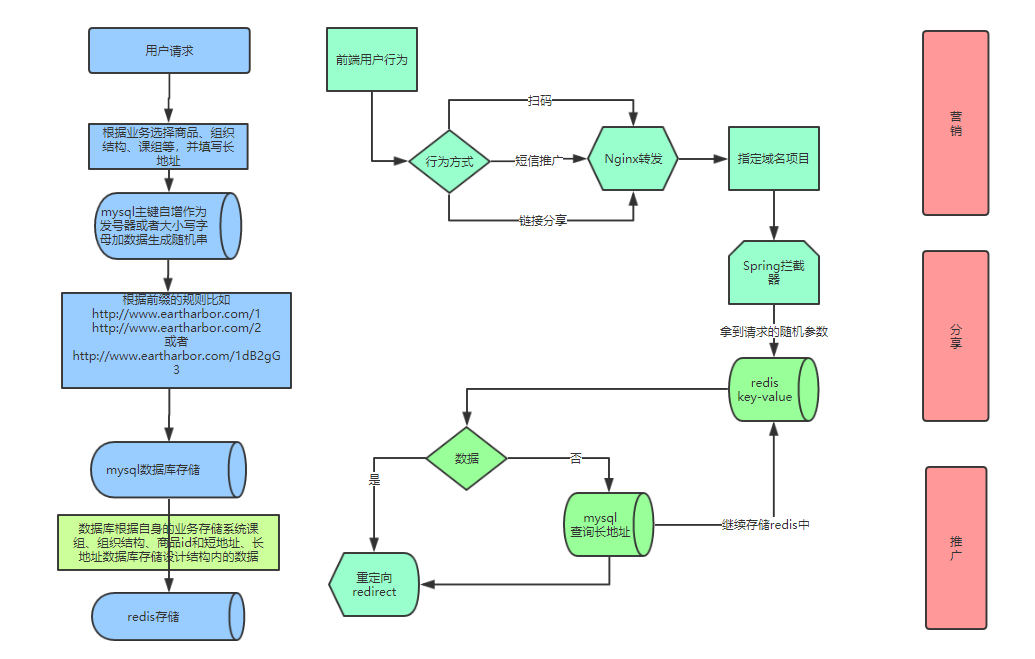 用户请求
根据业务选择商品、组织
结构、课组等，并填写长
地址
mysql主键自增作为
发号器或者大小写字
母加数据生成随机串
根据前缀的规则比如
http://www.eartharbor.com/1
http://www.eartharbor.com/2
或者
http://www.eartharbor.com/1dB2gG
3
mysql数据库存储
数据库根据自身的业务存储系统课
组、组织结构、商品id和短地址、长
地址数据库存储设计结构内的数据
redis存储
前端用户行为
行为方式
扫码
短信推广
链接分享
Nginx转发
指定域名项目
Spring拦截
器
拿到请求的随机参数
redis
key-value
数据
是
否
mysql
查询长地址
继续存储redis中
重定向
redirect
营
销
分
享
推
广